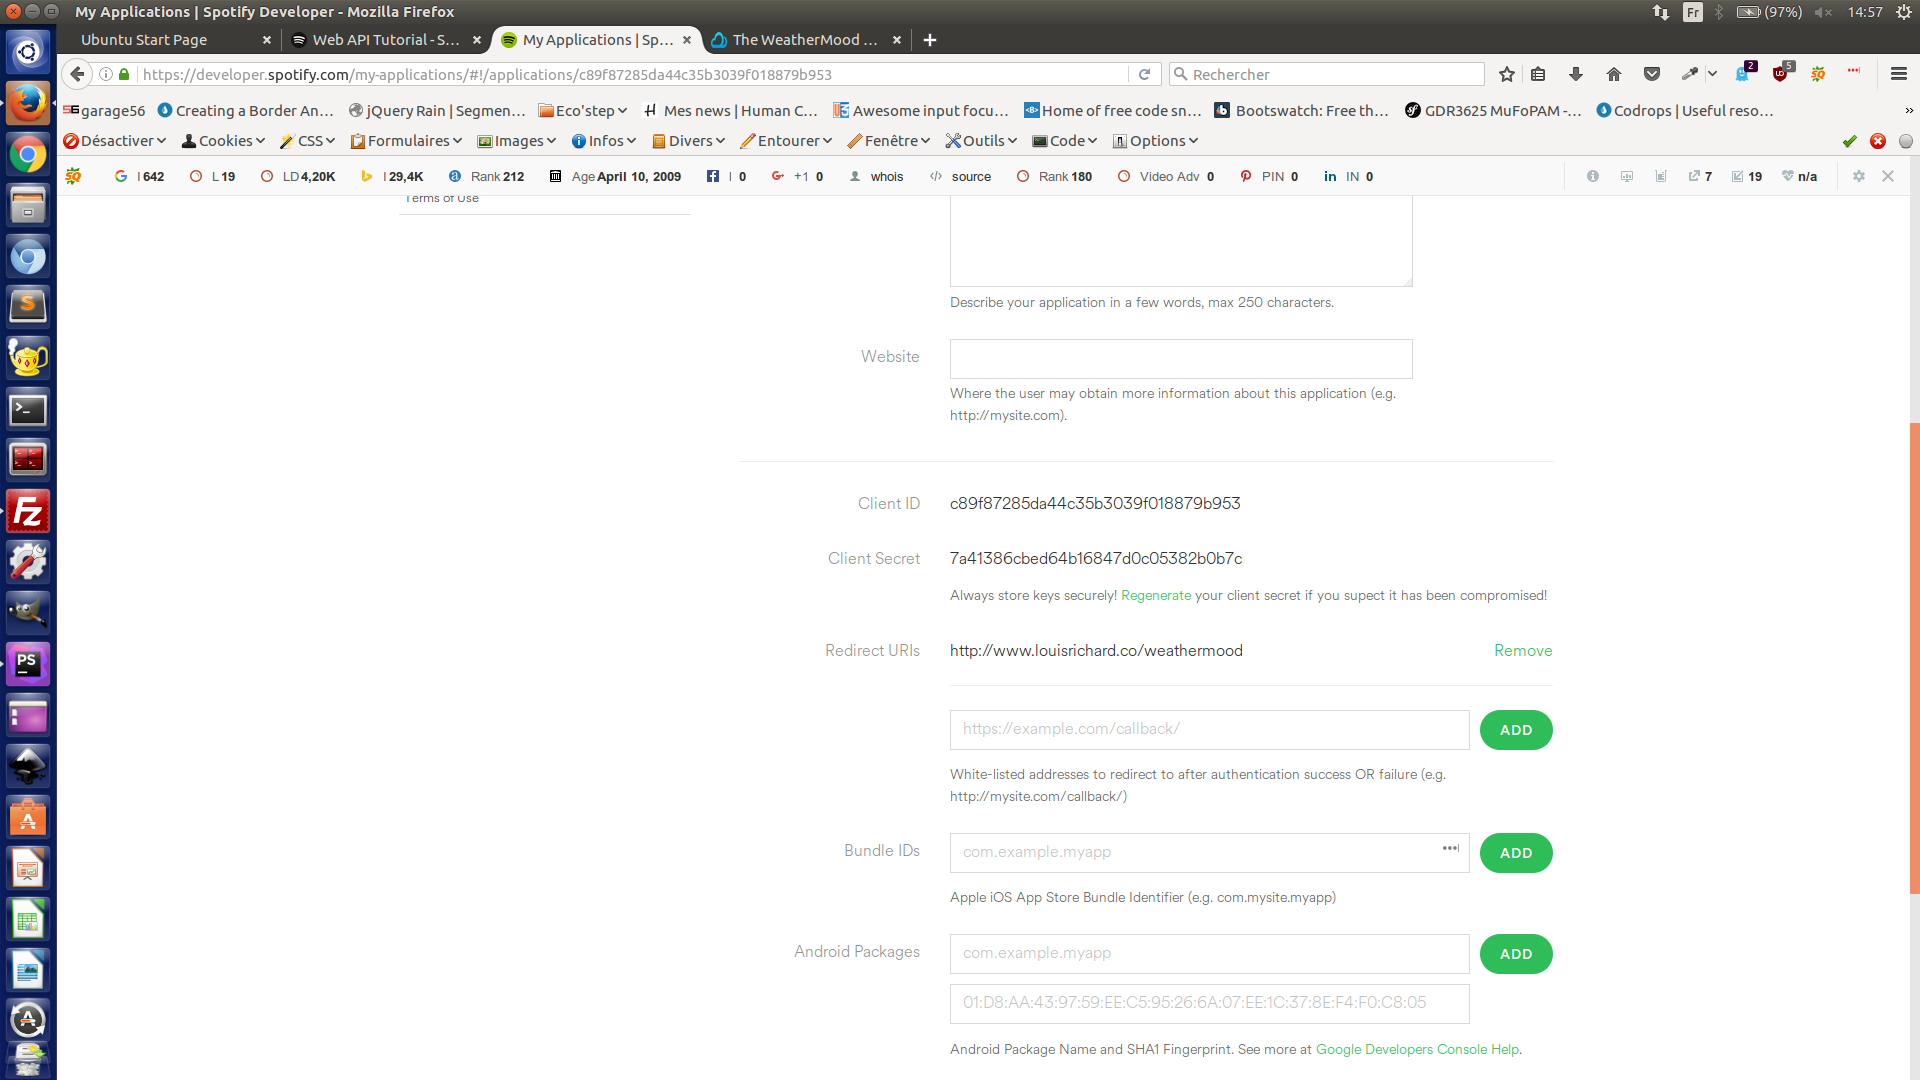 My Applications | Spotify Developer - Mozilla Firefox
Fr
(97%)
14:57
Ubuntu Start Page
Web API Tutorial - S...
My Applications | Sp...
The WeatherMood ...
https://developer.spotify.com/my-applications/#!/applications/c89f87285da44c35b3039f018879b953
Rechercher
2
5
garage56
Creating a Border An...
jQuery Rain | Segmen...
Eco'step
Mes news | Human C...
Awesome input focu...
Home of free code sn...
Bootswatch: Free th...
GDR3625 MuFoPAM -...
Codrops | Useful reso...
Désactiver
Cookies
CSS
Formulaires
Images
Infos
Divers
Entourer
Fenêtre
Outils
Code
Options
I 642
L 19
LD 4,20K
I 29,4K
Rank 212
Age April 10, 2009
I 0
+1 0
whois
source
Rank 180
Video Adv 0
PIN 0
IN 0
7
19
n/a
Terms of Use
Describe your application in a few words, max 250 characters.
Website
Where the user may obtain more information about this application (e.g.
http://mysite.com).
Client ID
c89f87285da44c35b3039f018879b953
Client Secret
7a41386cbed64b16847d0c05382b0b7c
Always store keys securely! Regenerate your client secret if you supect it has been compromised!
Redirect URIs
http://www.louisrichard.co/weathermood
Remove
https://example.com/callback/
ADD
White-listed addresses to redirect to after authentication success OR failure (e.g.
http://mysite.com/callback/)
Bundle IDs
com.example.myapp
ADD
Apple iOS App Store Bundle Identifier (e.g. com.mysite.myapp)
Android Packages
com.example.myapp
ADD
01:D8:AA:43:97:59:EE:C5:95:26:6A:07:EE:1C:37:8E:F4:F0:C8:05
Android Package Name and SHA1 Fingerprint. See more at Google Developers Console Help.